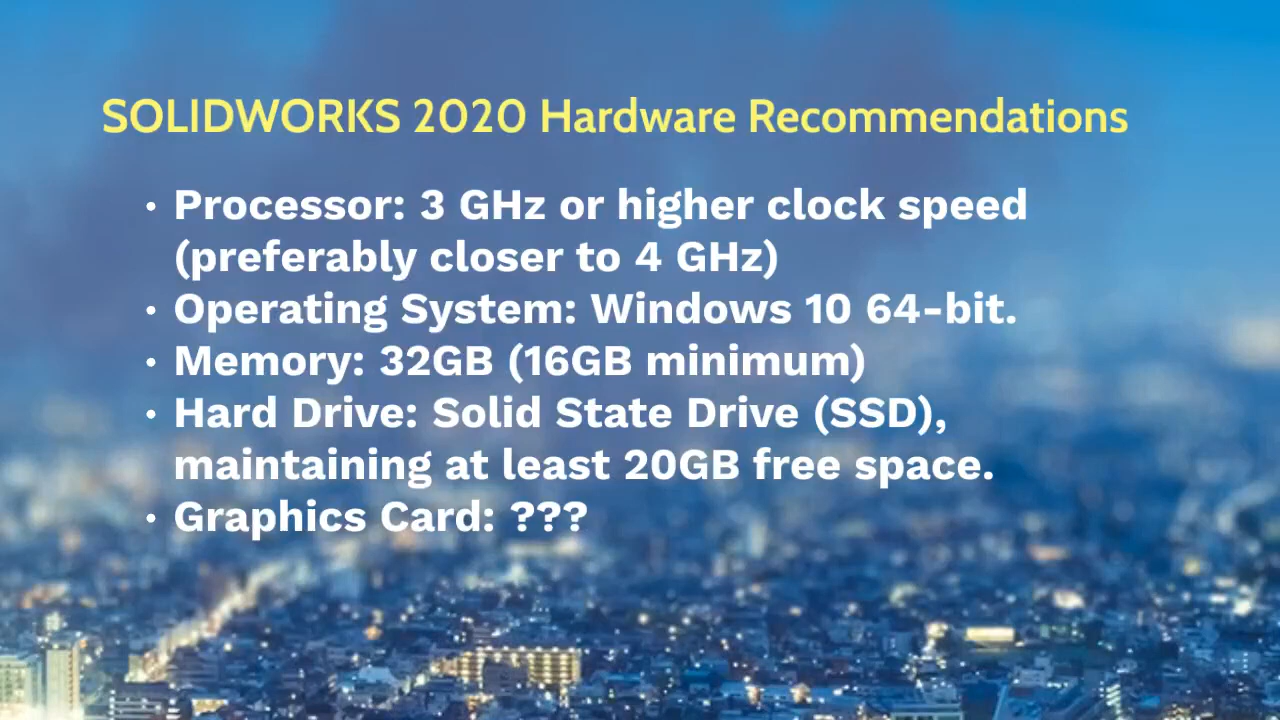 SOLIDWORKS 2020 Hardware Recommendations
• Processor: 3 GHz or higher clock speed
(preferably closer to 4 GHz)
• Operating System: Windows 10 64-bit.
• Memory: 32GB (16GB minimum)
• Hard Drive: Solid State Drive (SSD),
maintaining at least 20GB free space.
• Graphics Card: ???